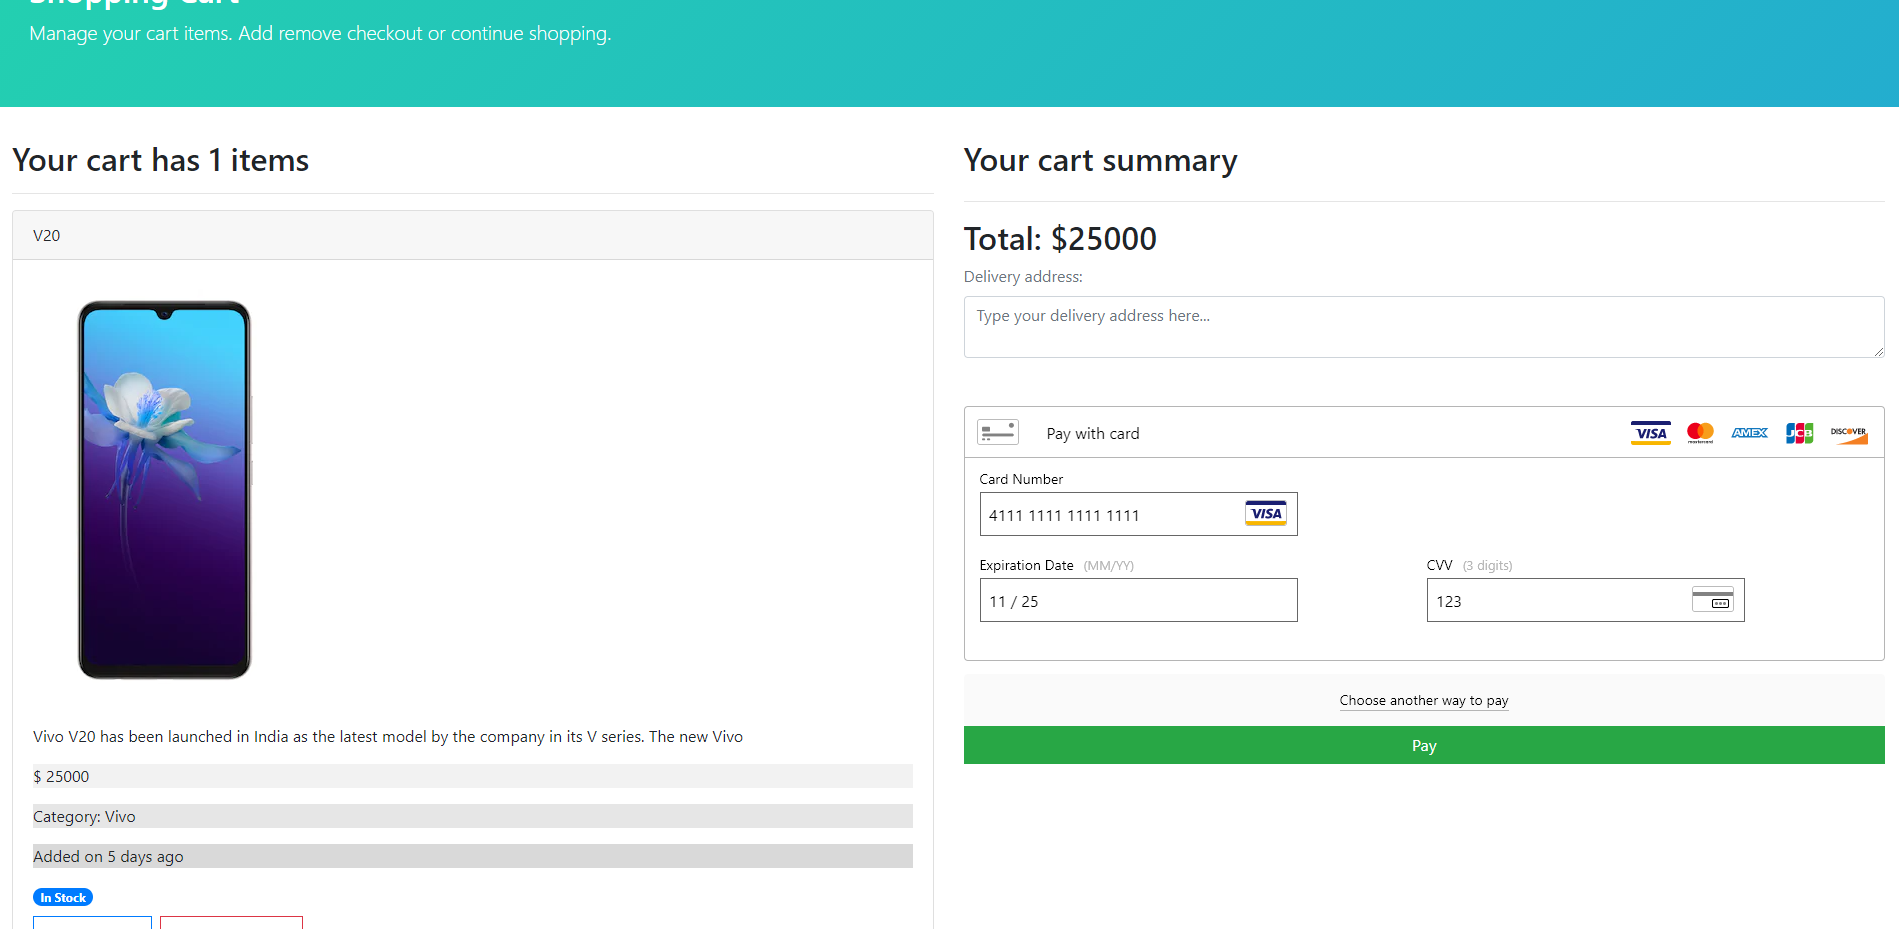 Shopping Cart
Manage your cart items. Add remove checkout or continue shopping.
Your cart has 1 items
V20
Vivo V20 has been launched in India as the latest model by the company in its V series. The new Vivo
$ 25000
Category: Vivo
Added on 5 days ago
In Stock
Your cart summary
Total: $25000
Delivery address:
Type your delivery address here...
Pay with card
VISA mastercard AMEX JCB DISCOVER
Card Number
4111 1111 1111 1111 VISA
Expiration Date (MM/YY)
11 / 25
CVV (3 digits)
123
Choose another way to pay
Pay